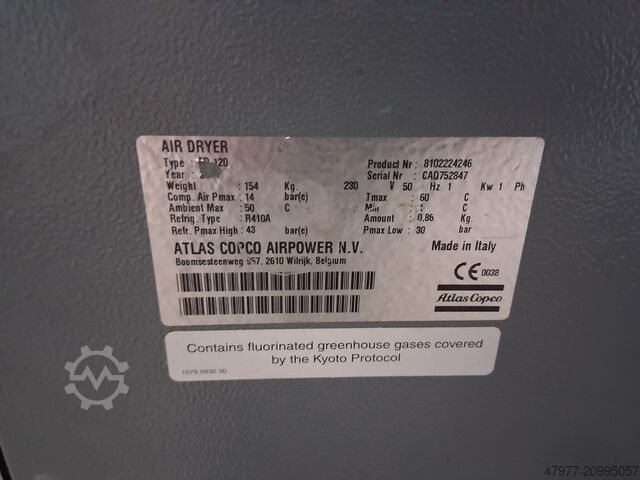 AIR DRYER
Type : FD 120 Product Nr : 8102224246
Year : 2 Serial Nr : CAQ752847
Weight : 154 Kg. 230 V 50 Hz 1 Kw 1 Ph
Comp. Air Pmax : 14 bar(e) Tmax : 60 C
Ambient Max : 50 C Min : 1 C
Refrig. Type : R410A Amount : 0.86 Kg.
Refr. Pmax High : 43 bar(e) Pmax Low : 30 bar(e)
ATLAS COPCO AIRPOWER N.V. Made in Italy
Boomsesteenweg 957, 2610 Wilrijk, Belgium
CE 0038
Atlas Copco
Contains fluorinated greenhouse gases covered
by the Kyoto Protocol
1079 9930 30
47977-20995057